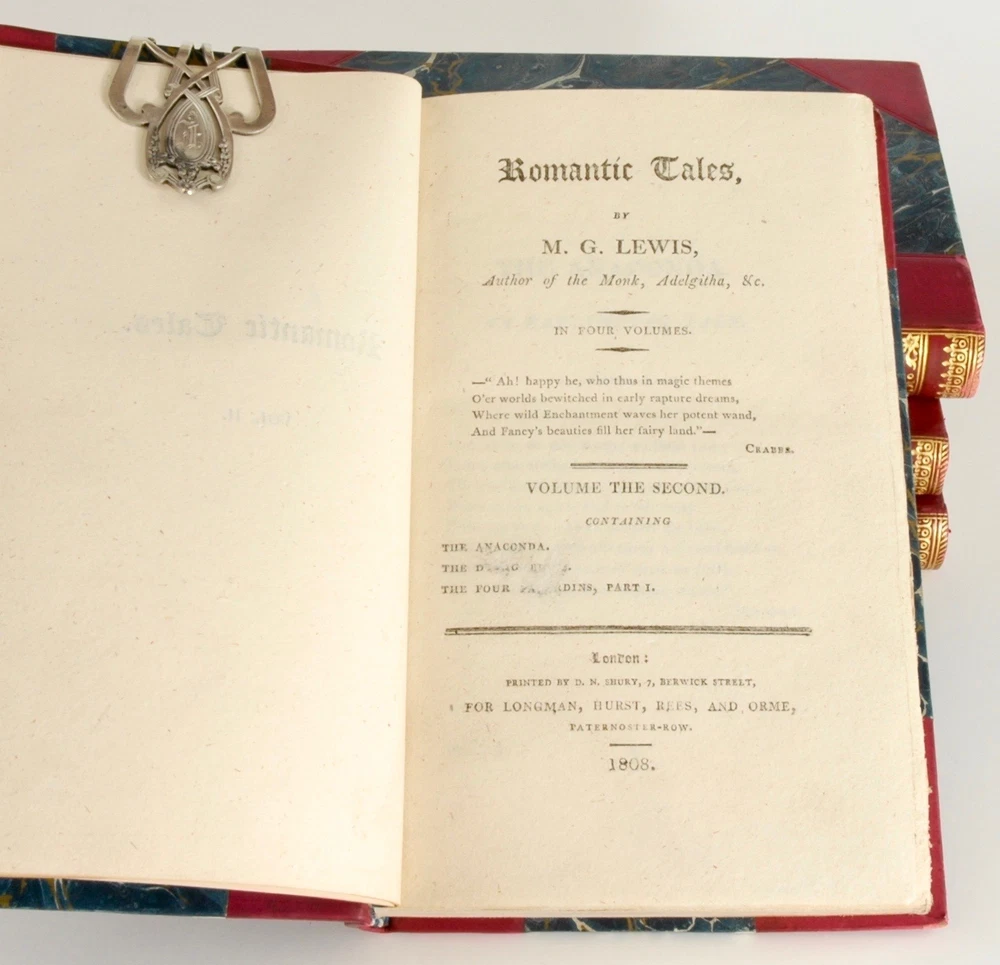 Romantic Tales,
BY
M. G. LEWIS,
Author of the Monk, Adelgitha, &c.
IN FOUR VOLUMES.
—“ Ah! happy he, who thus in magic themes
O'er worlds bewitched in early rapture dreams,
Where wild Enchantment waves her potent wand,
And Fancy's beauties fill her fairy land.”—
CRABBE.
VOLUME THE SECOND.
CONTAINING
THE ANACONDA.
THE
THE FOUR
PART I.
London:
PRINTED BY D. N. SHURY, 7, BERWICK STREET,
FOR LONGMAN, HURST, REES, AND ORME,
PATERNOSTER-ROW.
1808.